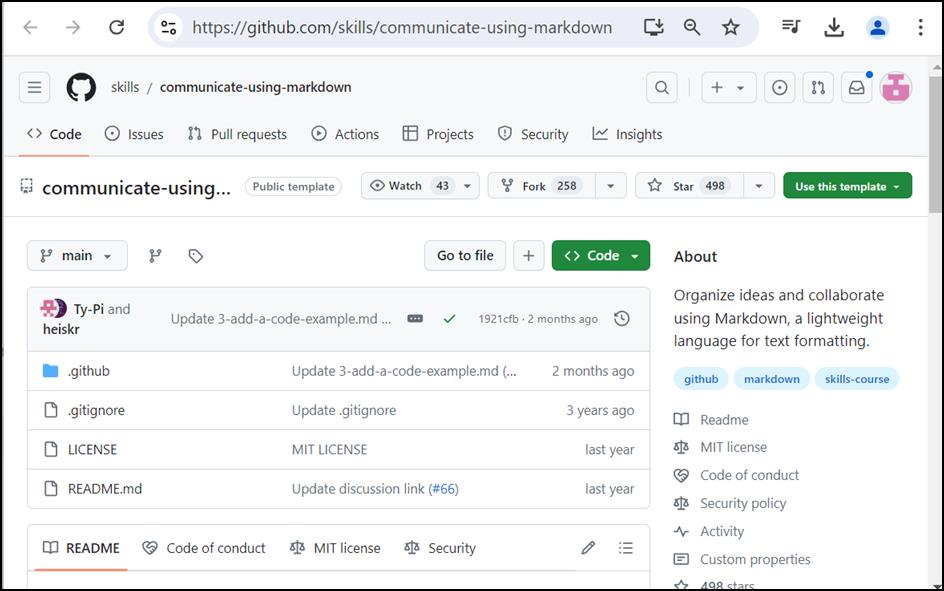 https://github.com/skills/communicate-using-markdown
skills / communicate-using-markdown
Code Issues Pull requests Actions Projects Security Insights
communicate-using... Public template Watch 43 Fork 258 Star 498 Use this template
main Go to file + Code
About
Organize ideas and collaborate
using Markdown, a lightweight
language for text formatting.
github markdown skills-course
Readme
MIT license
Code of conduct
Security policy
Activity
Custom properties
498 stars
Ty-Pi and
heiskr
Update 3-add-a-code-example.md ... 1921cfb · 2 months ago
.github Update 3-add-a-code-example.md (... 2 months ago
.gitignore Update .gitignore 3 years ago
LICENSE MIT LICENSE last year
README.md Update discussion link (#66) last year
README Code of conduct MIT license Security